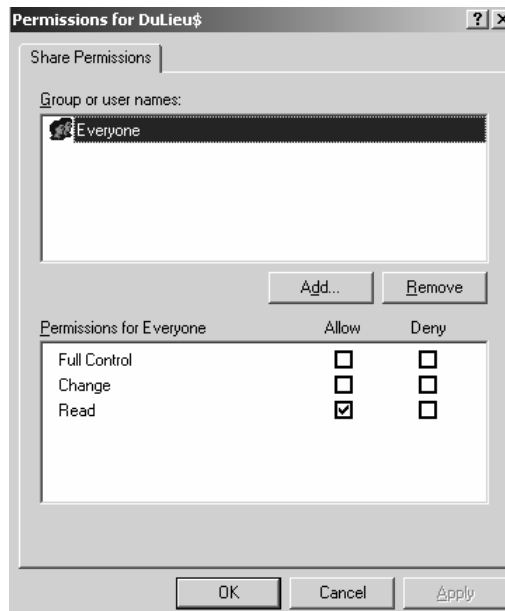 Permissions for DuLieu$
Share Permissions
Group or user names:
Everyone
Add... Remove
Permissions for Everyone Allow Deny
Full Control
Change
Read
OK Cancel Apply